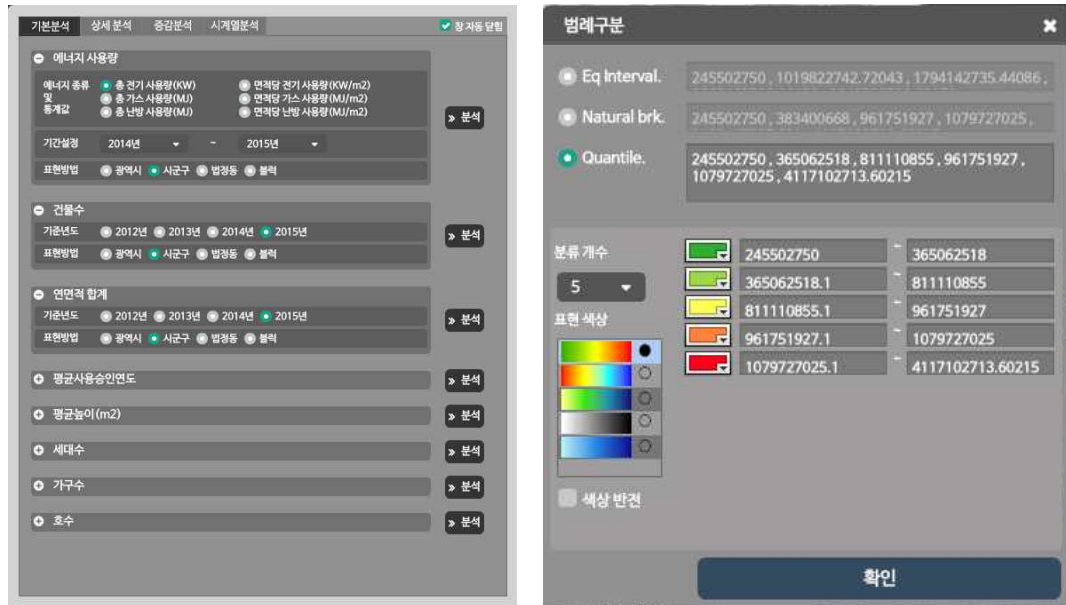 기본분석 상세 분석 증감분석 시계열분석 창 자동 닫힘
에너지 사용량
에너지 종류 및 통계값
총 전기 사용량(KW) 면적당 전기 사용량(KW/m2)
총 가스 사용량(MJ) 면적당 가스 사용량(MJ/m2)
총 난방 사용량(MJ) 면적당 난방 사용량(MJ/m2)
» 분석
기간설정 2014년 ~ 2015년
표현방법 광역시 시군구 법정동 블럭
건물수
기준년도 2012년 2013년 2014년 2015년
» 분석
표현방법 광역시 시군구 법정동 블럭
연면적 합계
기준년도 2012년 2013년 2014년 2015년
» 분석
표현방법 광역시 시군구 법정동 블럭
평균사용승인연도 » 분석
평균높이(m2) » 분석
세대수 » 분석
가구수 » 분석
호수 » 분석
범례구분
Eq Interval. 245502750 , 1019822742.72043 , 1794142735.44086 ,
Natural brk. 245502750 , 383400668 , 961751927 , 1079727025 ,
Quantile. 245502750 , 365062518 , 811110855 , 961751927 ,
1079727025 , 4117102713.60215
분류 개수
5
표현 색상
245502750 ~ 365062518
365062518.1 ~ 811110855
811110855.1 ~ 961751927
961751927.1 ~ 1079727025
1079727025.1 ~ 4117102713.60215
색상 반전
확인